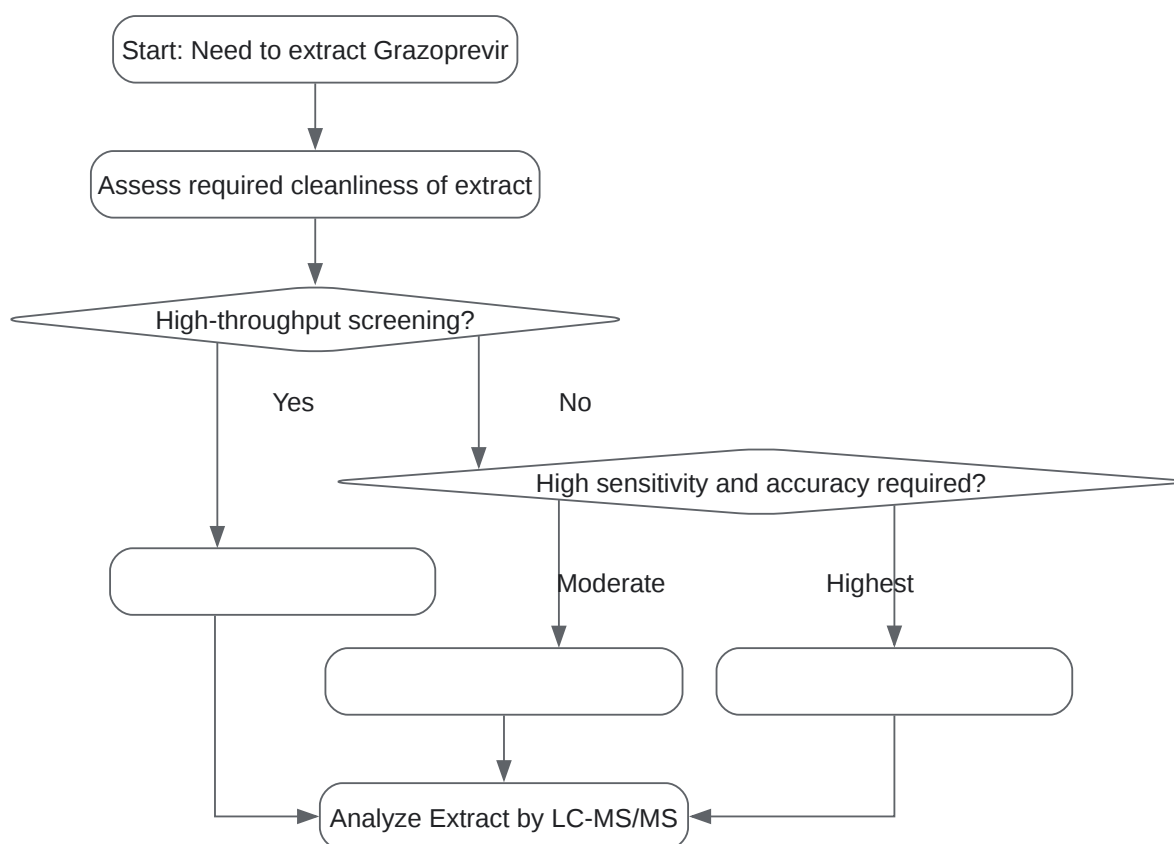 Start: Need to extract Grazoprevir
Assess required cleanliness of extract
High-throughput screening?
Yes
No
High sensitivity and accuracy required?
Moderate
Highest
Analyze Extract by LC-MS/MS